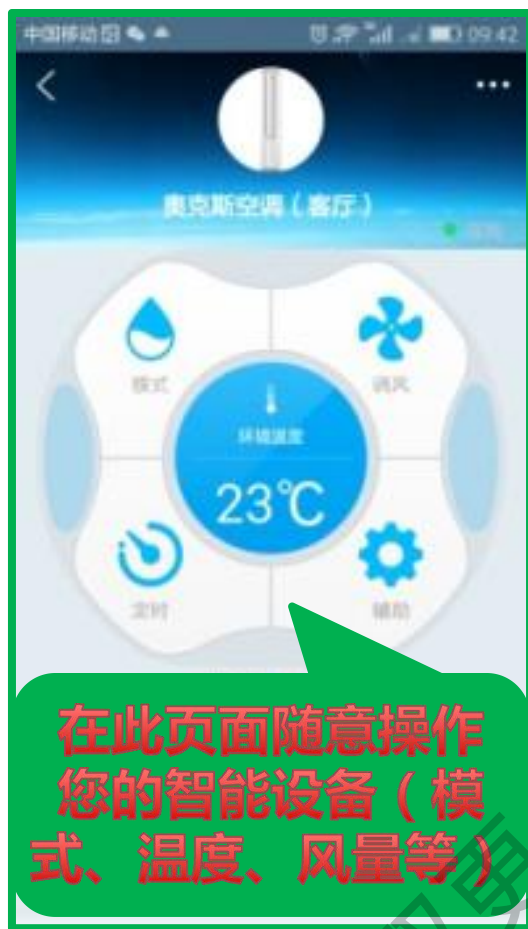 中国移动 09:42
奥克斯空调（客厅）
模式
调风
环境温度
23℃
定时
辅助
在此页面随意操作
您的智能设备（模
式、温度、风量等）